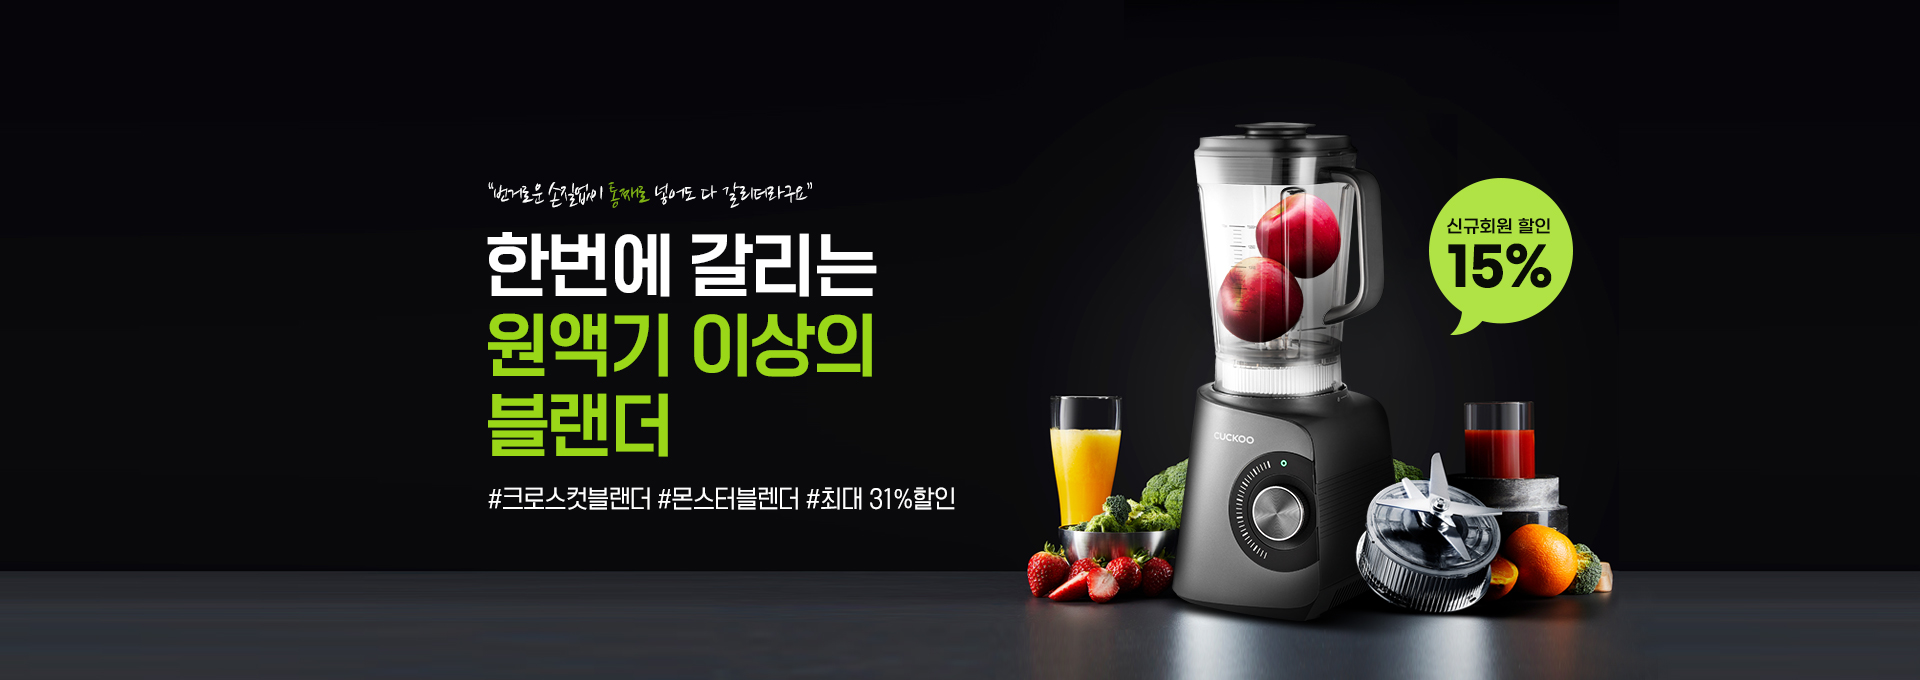 “번거로운 손질없이 통째로 넣어도 다 갈리더라구요”
한번에 갈리는
원액기 이상의
블랜더
#크로스컷블랜더 #몬스터블렌더 #최대 31%할인
신규회원 할인
15%
CUCKOO